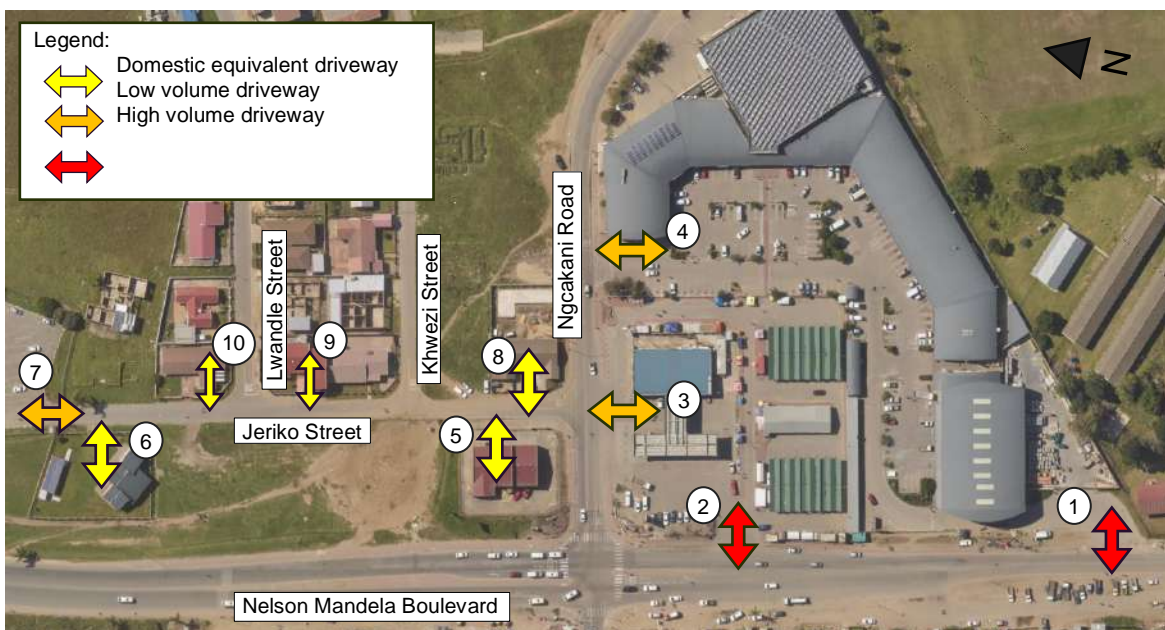 Legend:
Domestic equivalent driveway
Low volume driveway
High volume driveway
N
Ngcakani Road
4
Lwandle Street
Khwezi Street
10
9
8
7
3
Jeriko Street
5
6
2
1
Nelson Mandela Boulevard